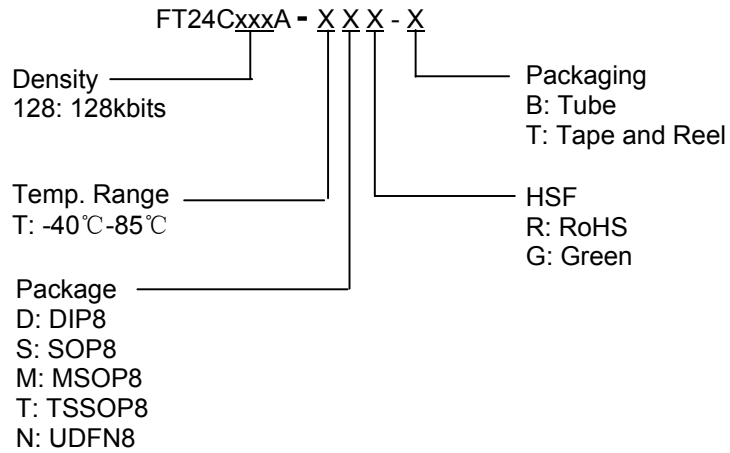 FT24CxxxA - X X X - X
Density
128: 128kbits
Packaging
B: Tube
T: Tape and Reel
Temp. Range
T: -40℃-85℃
HSF
R: RoHS
G: Green
Package
D: DIP8
S: SOP8
M: MSOP8
T: TSSOP8
N: UDFN8